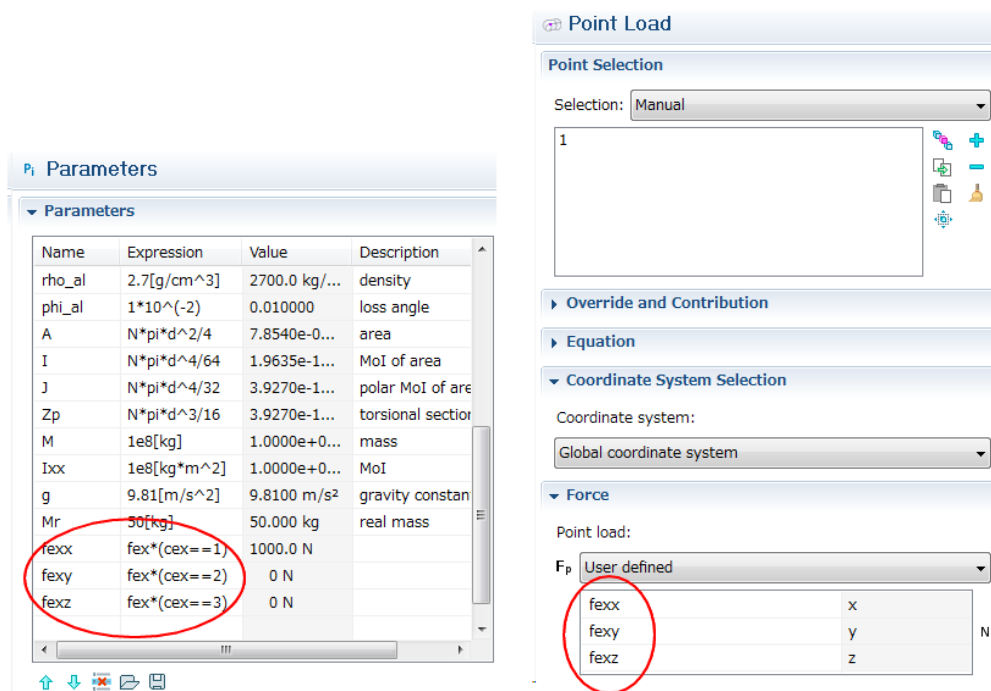 Parameters
Parameters
Name Expression Value Description
rho_al 2.7[g/cm^3] 2700.0 kg/... density
phi_al 1*10^(-2) 0.010000 loss angle
A N*pi*d^2/4 7.8540e-0... area
I N*pi*d^4/64 1.9635e-1... MoI of area
J N*pi*d^4/32 3.9270e-1... polar MoI of are
Zp N*pi*d^3/16 3.9270e-1... torsional section
M 1e8[kg] 1.0000e+0... mass
Ixx 1e8[kg*m^2] 1.0000e+0... MoI
g 9.81[m/s^2] 9.8100 m/s² gravity constan
Mr 50[kg] 50.000 kg real mass
fexx fex*(cex==1) 1000.0 N
fexy fex*(cex==2) 0 N
fexz fex*(cex==3) 0 N
Point Load
Point Selection
Selection: Manual
1
Override and Contribution
Equation
Coordinate System Selection
Coordinate system:
Global coordinate system
Force
Point load:
Fp User defined
fexx x
fexy y N
fexz z